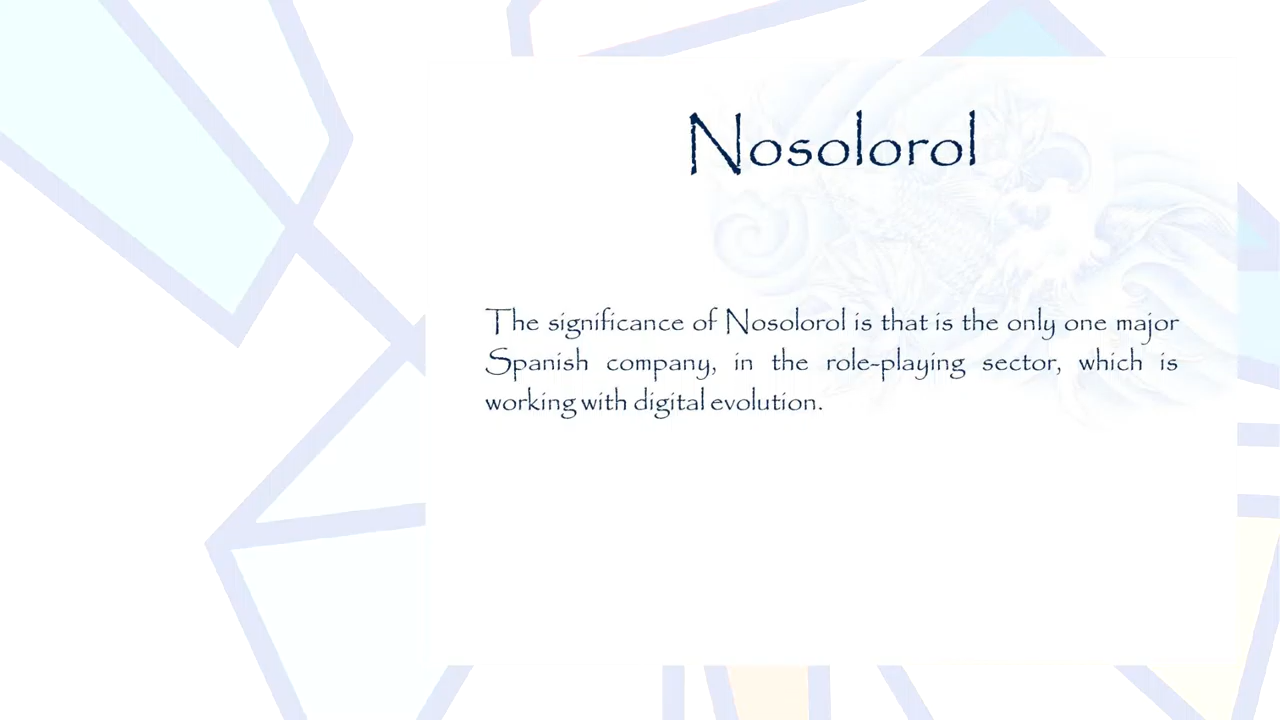 Nosolorol
The significance of Nosolorol is that is the only one major
Spanish company, in the role-playing sector, which is
working with digital evolution.